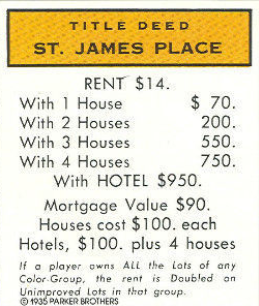 TITLE DEED
ST. JAMES PLACE
RENT $14.
With 1 House $ 70.
With 2 Houses 200.
With 3 Houses 550.
With 4 Houses 750.
With HOTEL $950.
Mortgage Value $90.
Houses cost $100. each
Hotels, $100. plus 4 houses
If a player owns ALL the Lots of any
Color-Group, the rent is Doubled on
Unimproved Lots in that group.
© 1935 PARKER BROTHERS